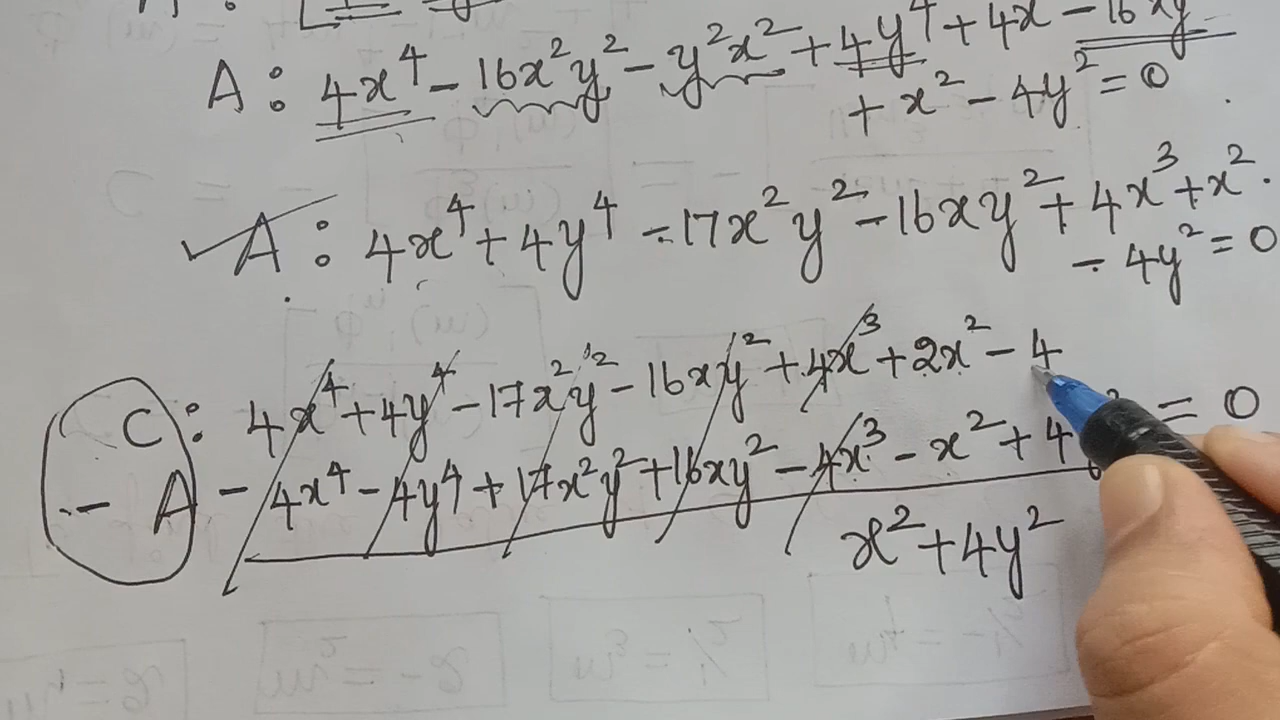 A: 4x⁴ - 16x²y² - y²x² + 4y⁴ + 4x - 16xy
+ x² - 4y² = 0
A: 4x⁴ + 4y⁴ - 17x²y² - 16xy² + 4x³ + x²
- 4y² = 0
C: 4x⁴ + 4y⁴ - 17x²y² - 16xy² + 4x³ + 2x² - 4
- A - 4x⁴ - 4y⁴ + 17x²y² + 16xy² - 4x³ - x² + 4y² = 0
x² + 4y²